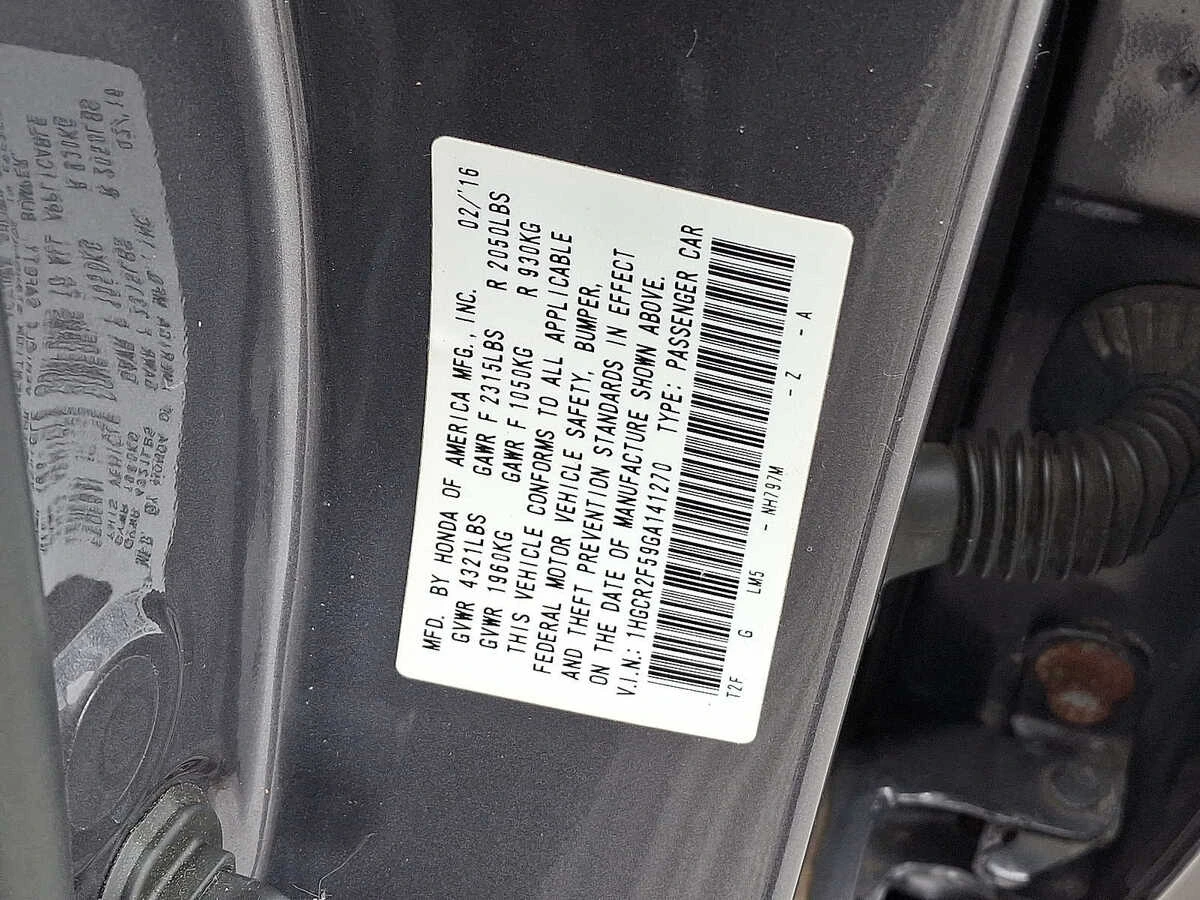 MFD. BY HONDA OF AMERICA MFG., INC. 02/'16
GVWR 4321LBS GAWR F 2315LBS R 2050LBS
GVWR 1960KG GAWR F 1050KG R 930KG
THIS VEHICLE CONFORMS TO ALL APPLICABLE
FEDERAL MOTOR VEHICLE SAFETY, BUMPER,
AND THEFT PREVENTION STANDARDS IN EFFECT
ON THE DATE OF MANUFACTURE SHOWN ABOVE.
V.I.N.: 1HGCR2F59GA141270 TYPE: PASSENGER CAR
T2F G LM5 - NH797M - Z - A